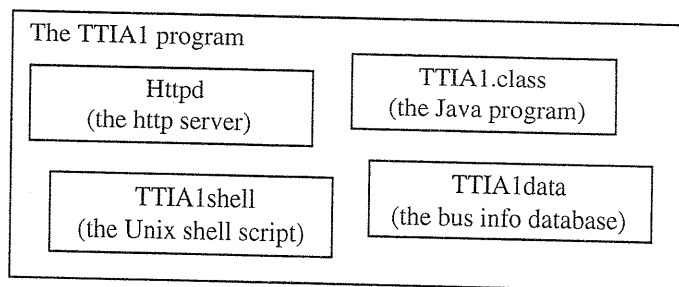 The TTIA1 program
Httpd
(the http server)
TTIA1.class
(the Java program)
TTIA1shell
(the Unix shell script)
TTIA1data
(the bus info database)